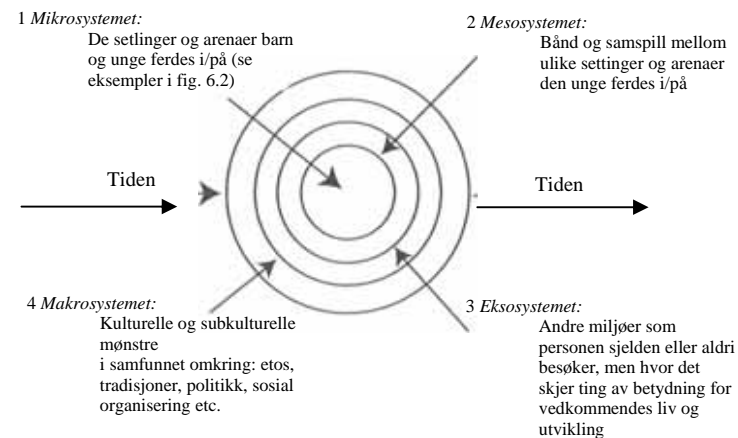 1 Mikrosystemet:
De setlinger og arenaer barn
og unge ferdes i/på (se
eksempler i fig. 6.2)
2 Mesosystemet:
Bånd og samspill mellom
ulike settinger og arenaer
den unge ferdes i/på
Tiden
Tiden
4 Makrosystemet:
Kulturelle og subkulturelle
mønstre
i samfunnet omkring: etos,
tradisjoner, politikk, sosial
organisering etc.
3 Eksosystemet:
Andre miljøer som
personen sjelden eller aldri
besøker, men hvor det
skjer ting av betydning for
vedkommendes liv og
utvikling